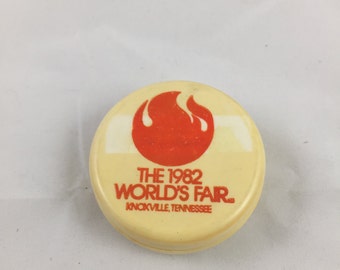 THE 1982
WORLD'S FAIR
KNOXVILLE, TENNESSEE